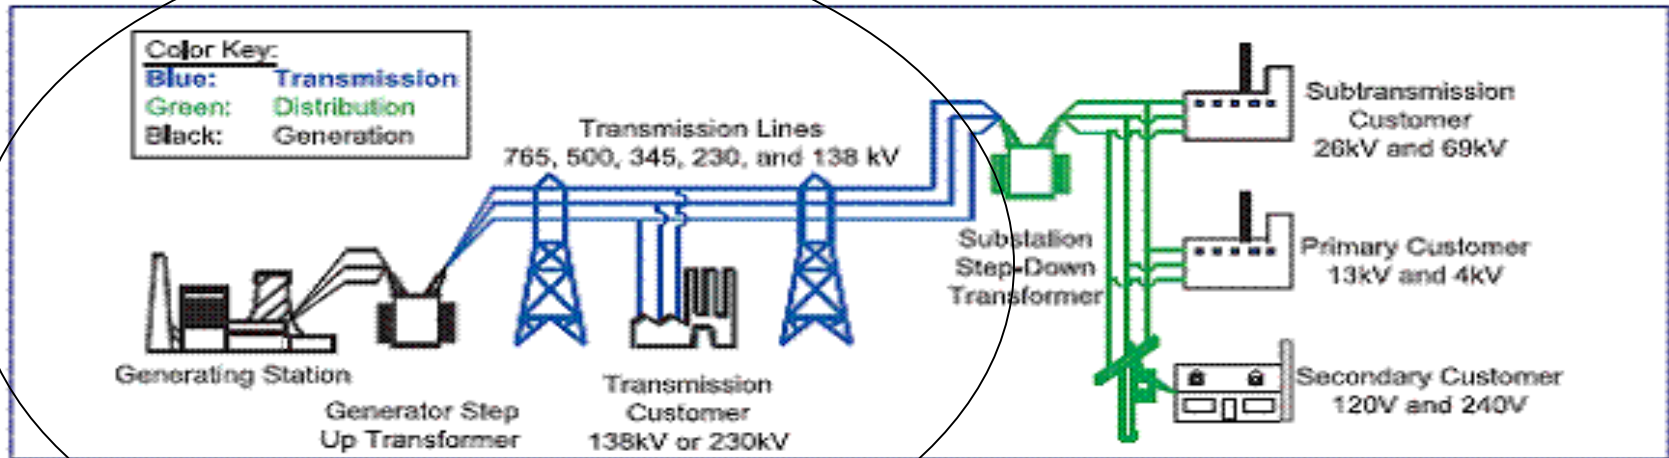 Color Key:
Blue: Transmission
Green: Distribution
Black: Generation
Transmission Lines
765, 500, 345, 230, and 138 kV
Generating Station
Generator Step
Up Transformer
Transmission
Customer
138kV or 230kV
Substation
Step-Down
Transformer
Subtransmission
Customer
26kV and 69kV
Primary Customer
13kV and 4kV
Secondary Customer
120V and 240V